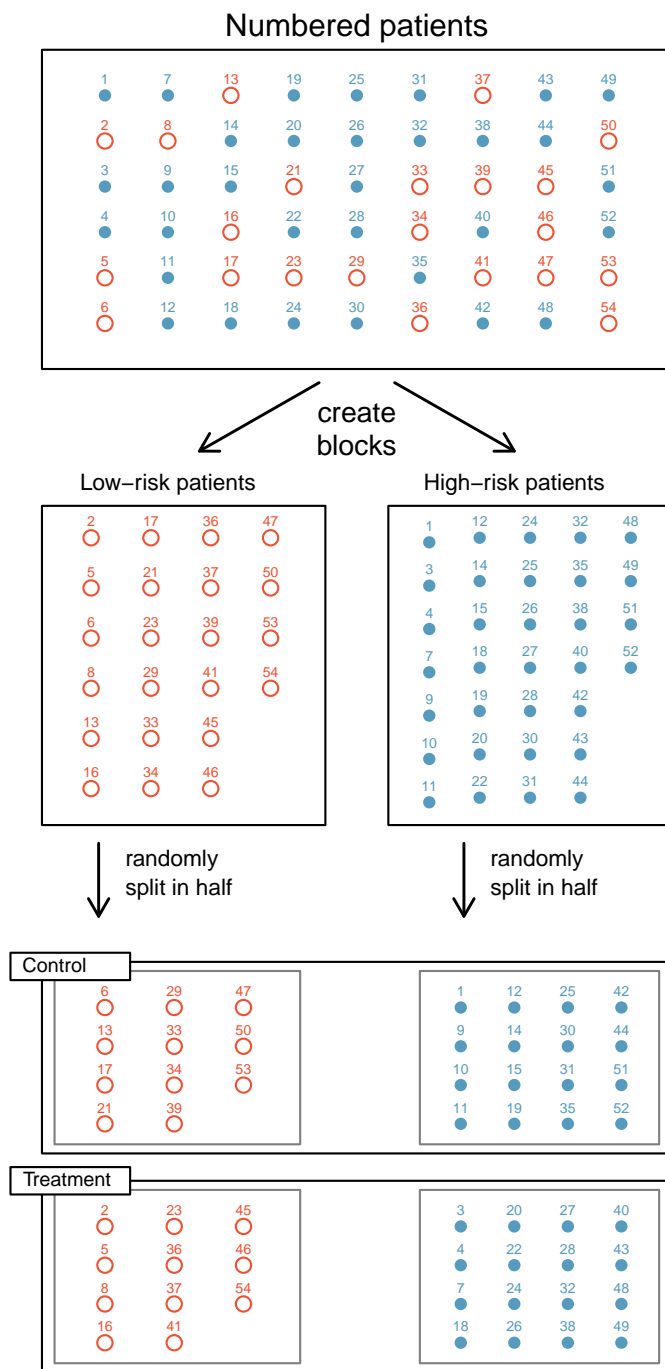 Numbered patients
1 7 13 19 25 31 37 43 49
2 8 14 20 26 32 38 44 50
3 9 15 21 27 33 39 45 51
4 10 16 22 28 34 40 46 52
5 11 17 23 29 35 41 47 53
6 12 18 24 30 36 42 48 54
create
blocks
Low−risk patients
2 17 36 47
5 21 37 50
6 23 39 53
8 29 41 54
13 33 45
16 34 46
High−risk patients
1 12 24 32 48
3 14 25 35 49
4 15 26 38 51
7 18 27 40 52
9 19 28 42
10 20 30 43
11 22 31 44
randomly
split in half
randomly
split in half
Control
6 29 47
13 33 50
17 34 53
21 39
1 12 25 42
9 14 30 44
10 15 31 51
11 19 35 52
Treatment
2 23 45
5 36 46
8 37 54
16 41
3 20 27 40
4 22 28 43
7 24 32 48
18 26 38 49